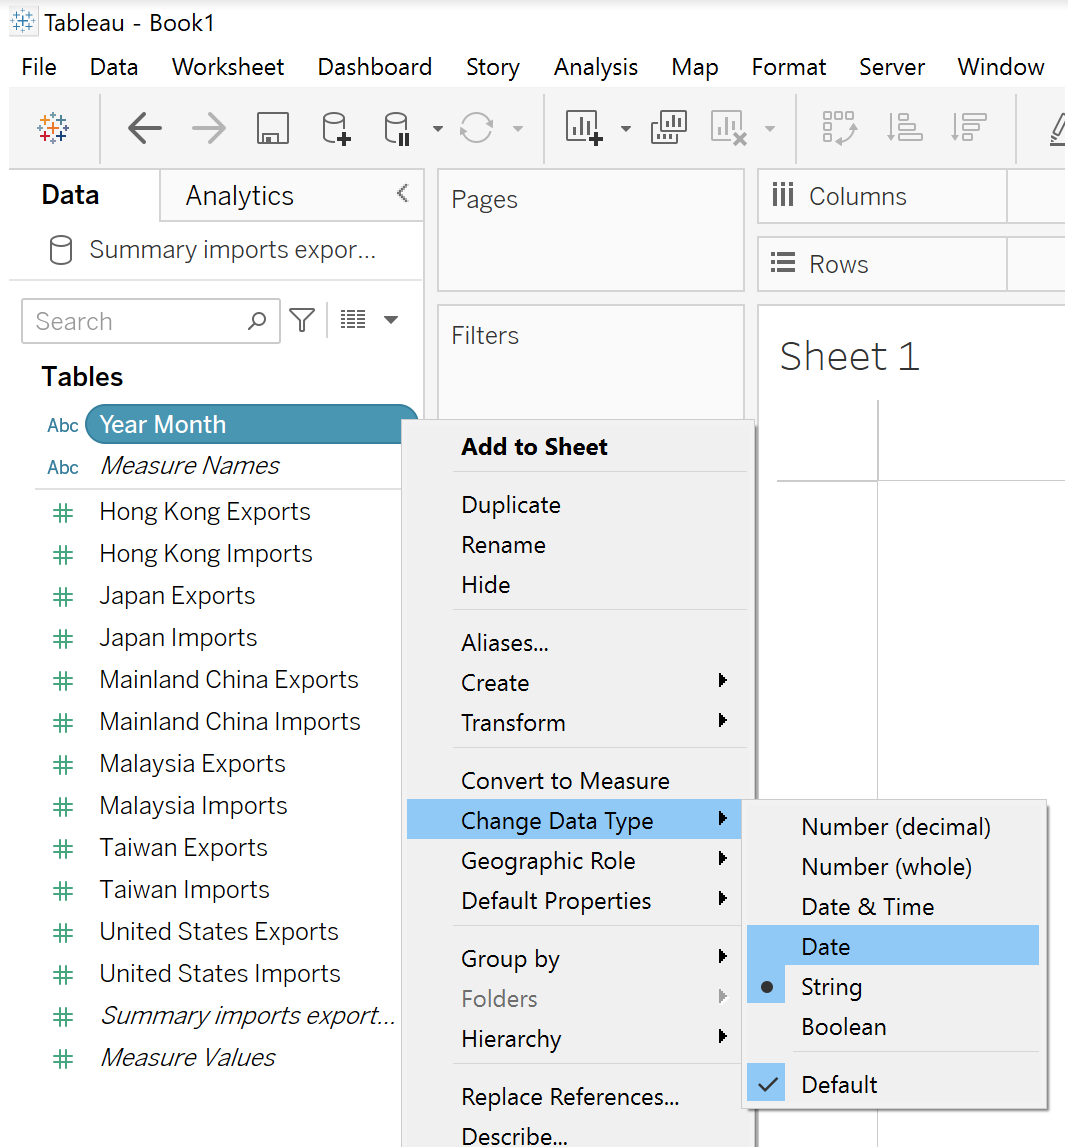 Tableau - Book1
File Data Worksheet Dashboard Story Analysis Map Format Server Window
Data Analytics
Summary imports expor...
Search
Tables
Abc Year Month
Abc Measure Names
Hong Kong Exports
Hong Kong Imports
Japan Exports
Japan Imports
Mainland China Exports
Mainland China Imports
Malaysia Exports
Malaysia Imports
Taiwan Exports
Taiwan Imports
United States Exports
United States Imports
Summary imports export...
Measure Values
Pages
Filters
Columns
Rows
Sheet 1
Add to Sheet
Duplicate
Rename
Hide
Aliases...
Create
Transform
Convert to Measure
Change Data Type
Geographic Role
Default Properties
Group by
Folders
Hierarchy
Replace References...
Describe...
Number (decimal)
Number (whole)
Date & Time
Date
String
Boolean
Default